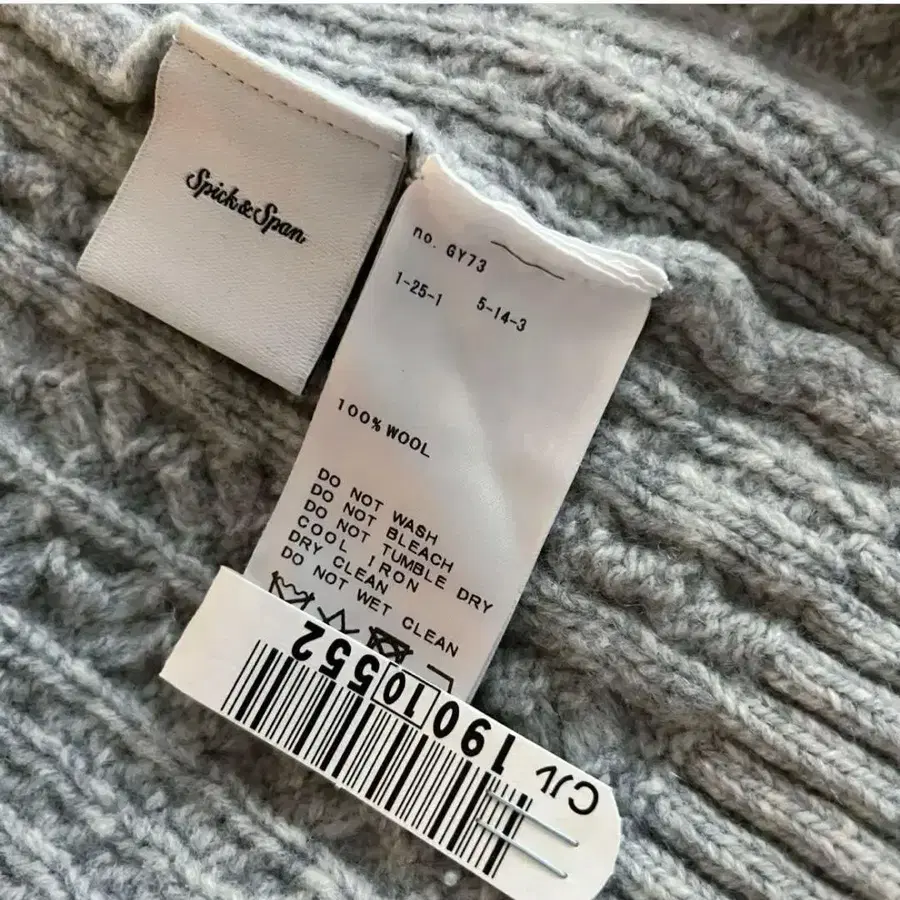 Spick & Span
no. GY73
1-25-1 5-14-3
100% WOOL
DO NOT WASH
DO NOT BLEACH
DO NOT TUMBLE DRY
COOL IRON
DRY CLEAN
DO NOT WET CLEAN
19010552